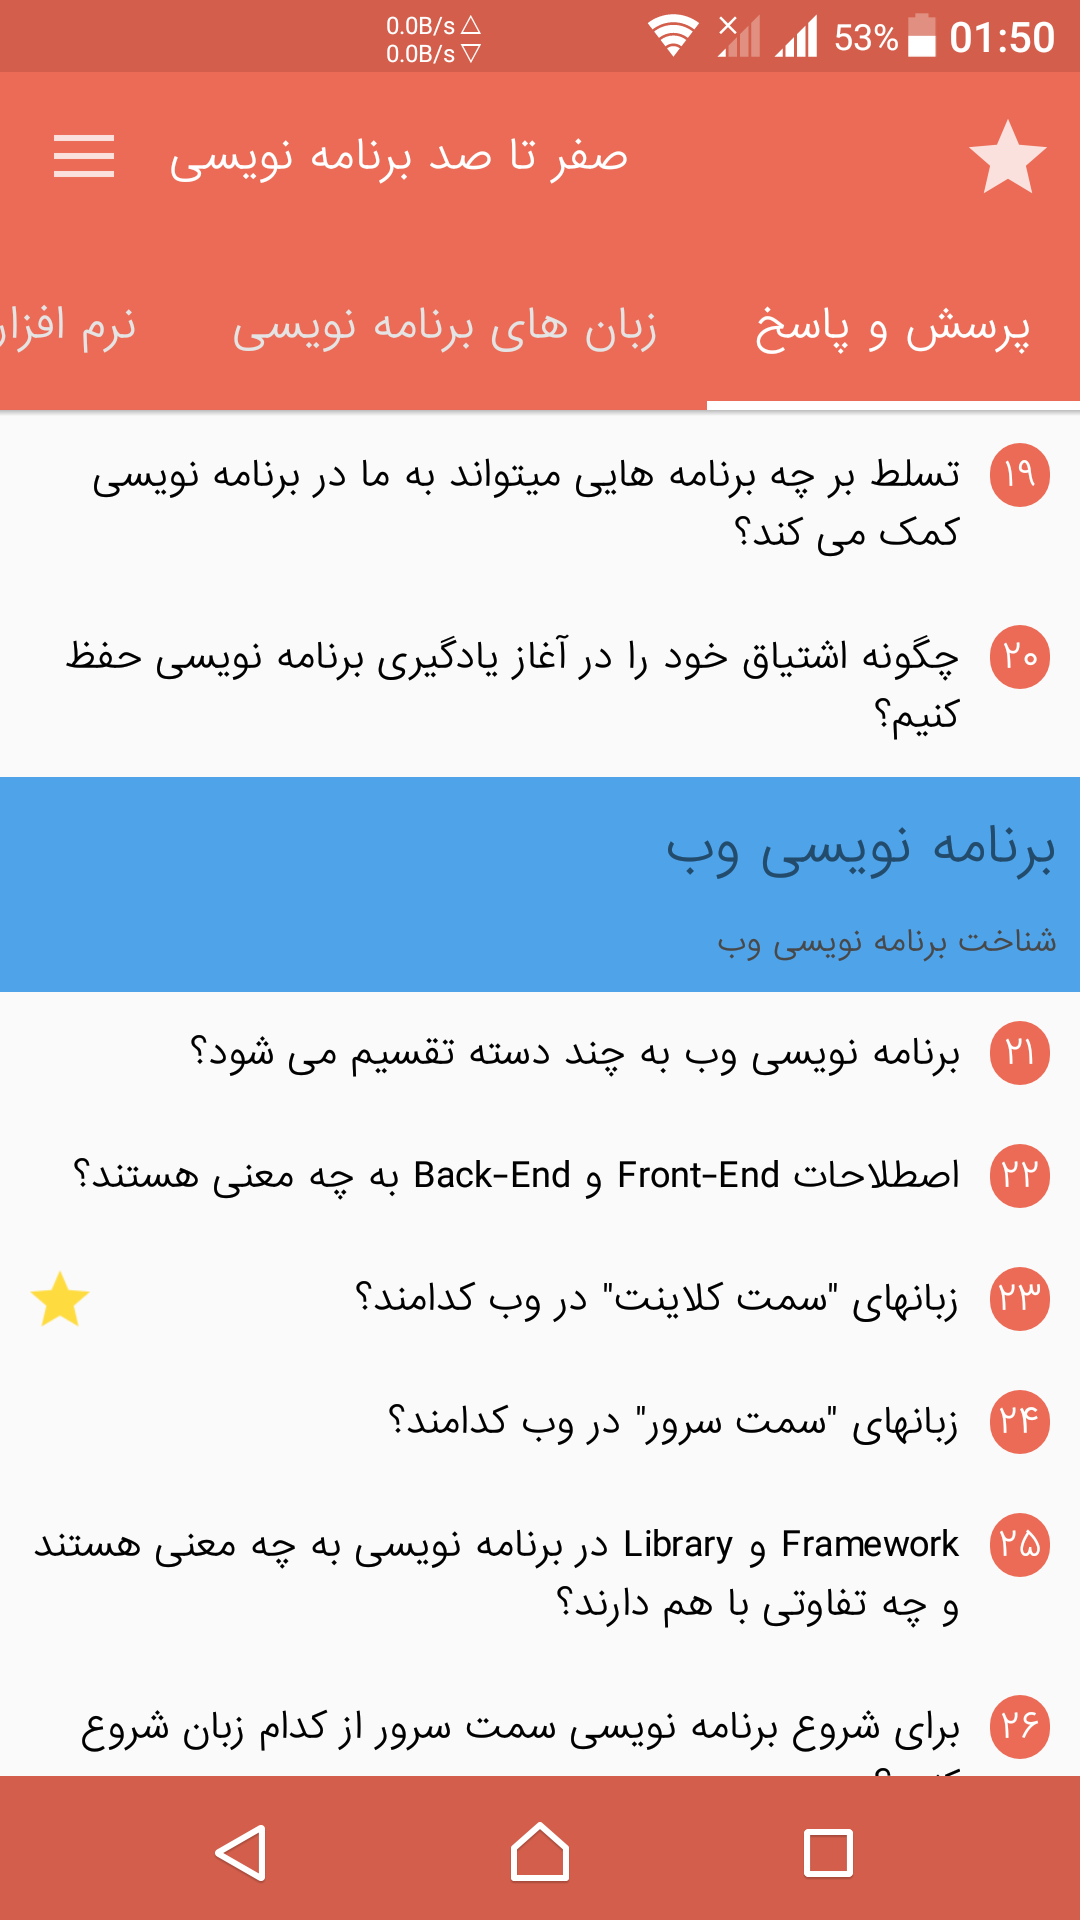 0.0B/s △
0.0B/s ▽
53%
01:50
صفر تا صد برنامه نویسی
پرسش و پاسخ
زبان های برنامه نویسی
نرم افزار
۱۹
تسلط بر چه برنامه هایی میتواند به ما در برنامه نویسی
کمک می کند؟
۲۰
چگونه اشتیاق خود را در آغاز یادگیری برنامه نویسی حفظ
کنیم؟
برنامه نویسی وب
شناخت برنامه نویسی وب
۲۱
برنامه نویسی وب به چند دسته تقسیم می شود؟
۲۲
اصطلاحات Front-End و Back-End به چه معنی هستند؟
۲۳
زبانهای "سمت کلاینت" در وب کدامند؟
۲۴
زبانهای "سمت سرور" در وب کدامند؟
۲۵
Framework و Library در برنامه نویسی به چه معنی هستند
و چه تفاوتی با هم دارند؟
۲۶
برای شروع برنامه نویسی سمت سرور از کدام زبان شروع